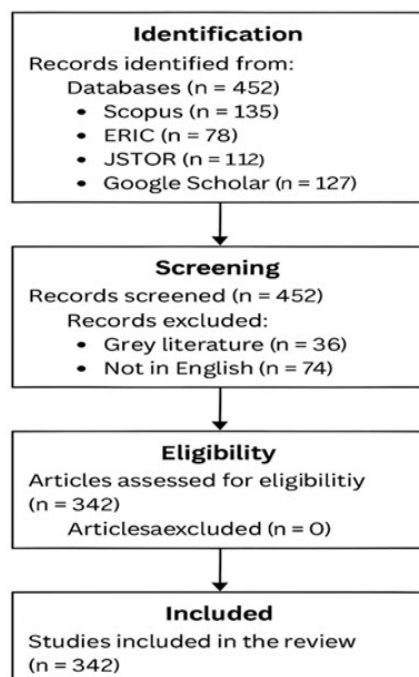 Identification
Records identified from:
Databases (n = 452)
• Scopus (n = 135)
• ERIC (n = 78)
• JSTOR (n = 112)
• Google Scholar (n = 127)
Screening
Records screened (n = 452)
Records excluded:
• Grey literature (n = 36)
• Not in English (n = 74)
Eligibility
Articles assessed for eligibilitiy
(n = 342)
Articlesaexcluded (n = 0)
Included
Studies included in the review
(n = 342)